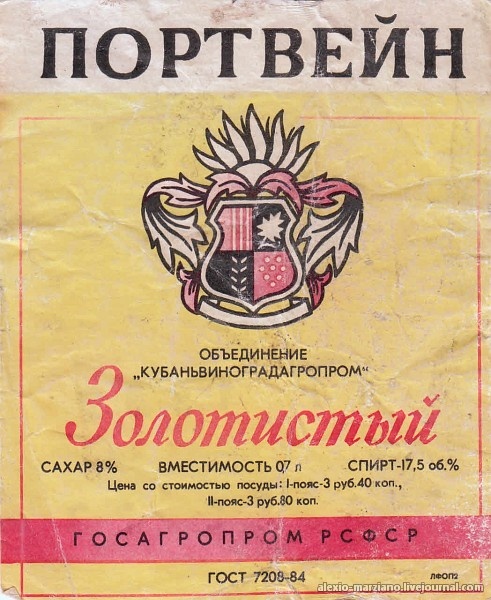 ПОРТВЕЙН
ОБЪЕДИНЕНИЕ
„КУБАНЬВИНОГРАДАГРОПРОМ“
Золотистый
САХАР 8% ВМЕСТИМОСТЬ 0,7 л СПИРТ-17,5 об.%
Цена со стоимостью посуды: I-пояс-3 руб.40 коп.,
II-пояс-3 руб.80 коп.
ГОСАГРОПРОМ РСФСР
ГОСТ 7208-84 ЛФОП2
alexio-marziano.livejournal.com